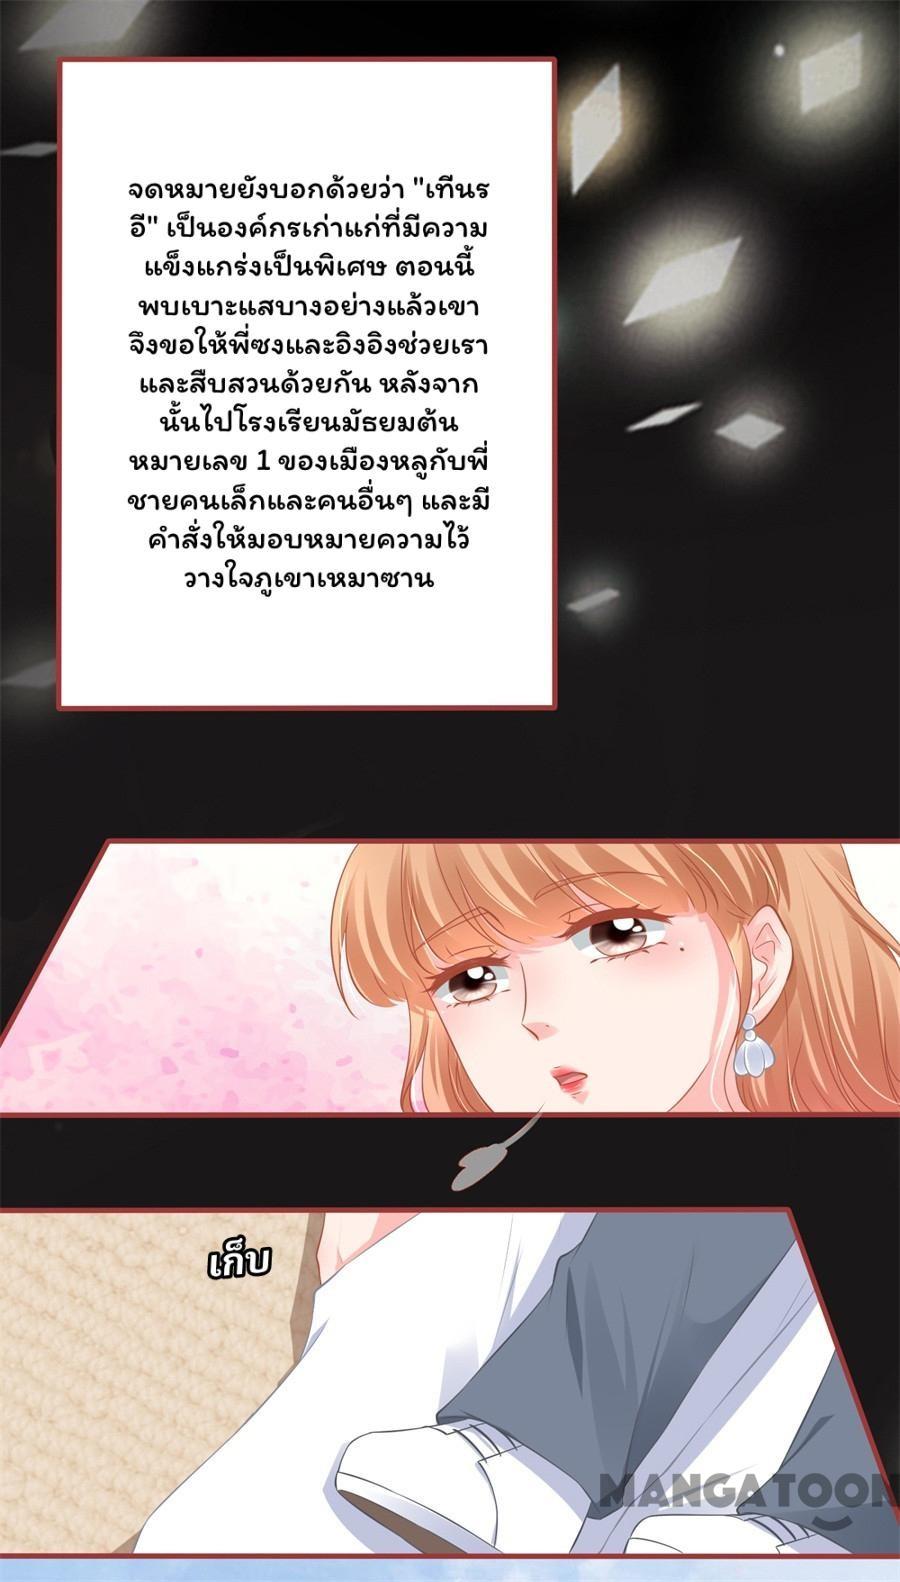 จดหมายยังบอกด้วยว่า "เทีนร
อี" เป็นองค์กรเก่าแก่ที่มีความ
แข็งแกร่งเป็นพิเศษ ตอนนี้
พบเบาะแสบางอย่างแล้วเขา
จึงขอให้พี่ซงและอิงอิงช่วยเรา
และสืบสวนด้วยกัน หลังจาก
นั้นไปโรงเรียนมัธยมต้น
หมายเลข 1 ของเมืองหลูกับพี่
ชายคนเล็กและคนอื่นๆ และมี
คำสั่งให้มอบหมายความไว้
วางใจภูเขาเหมาซาน
เก็บ
MANGATOON